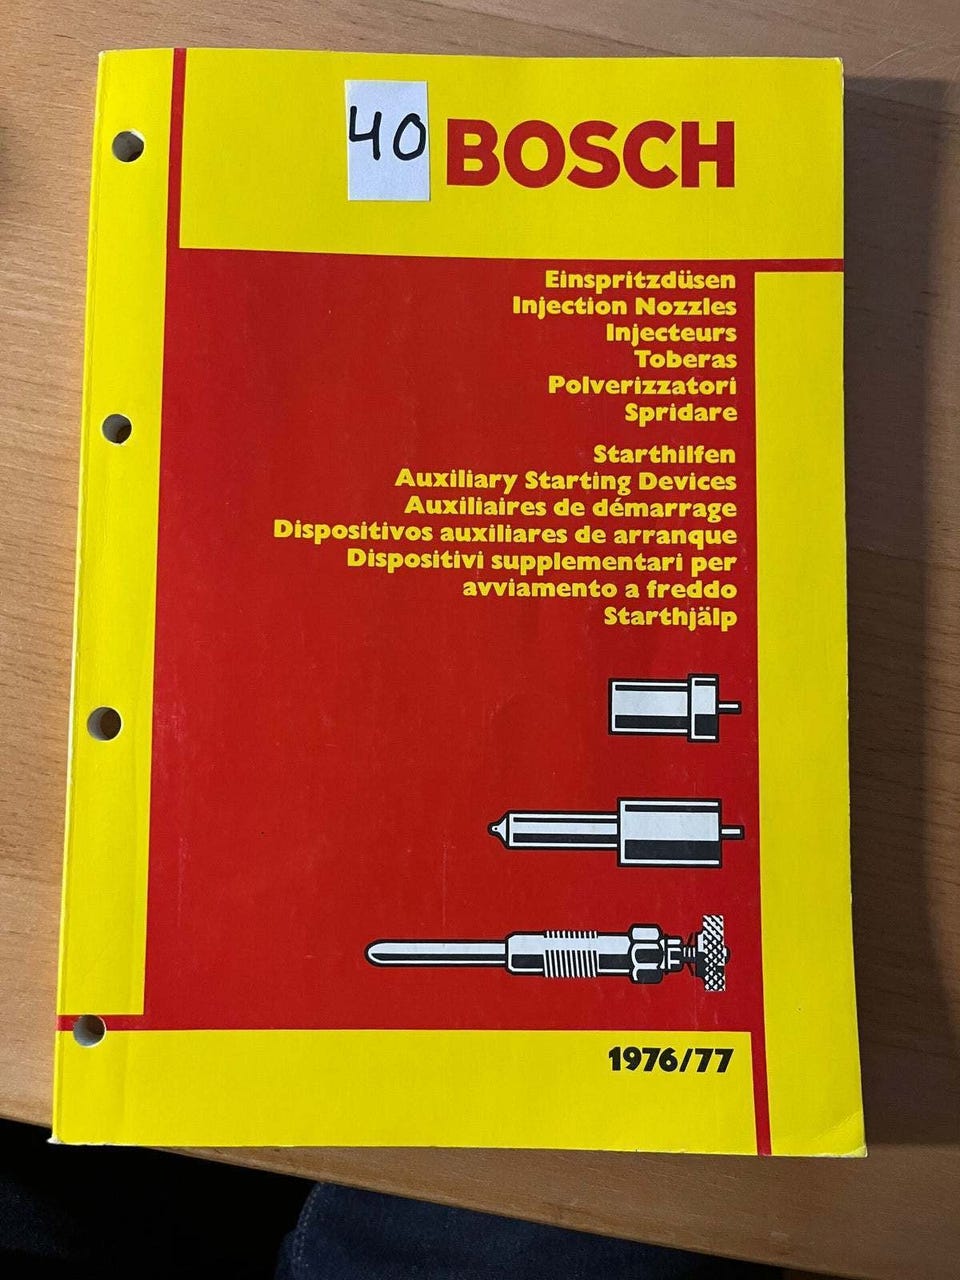 40
BOSCH
Einspritzdüsen
Injection Nozzles
Injecteurs
Toberas
Polverizzatori
Spridare
Starthilfen
Auxiliary Starting Devices
Auxiliaires de démarrage
Dispositivos auxiliares de arranque
Dispositivi supplementari per
avviamento a freddo
Starthjälp
1976/77